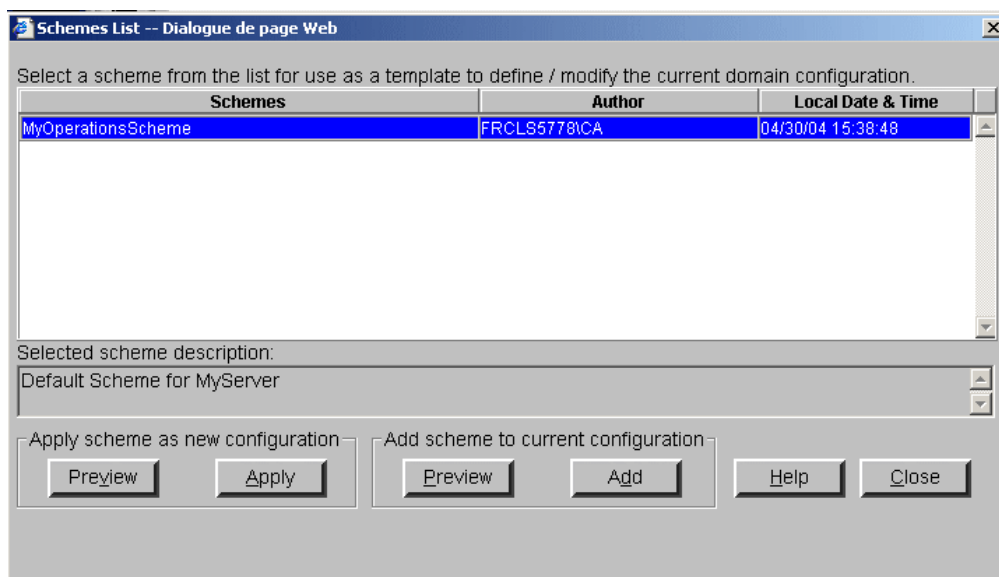 Schemes List -- Dialogue de page Web
Select a scheme from the list for use as a template to define / modify the current domain configuration.
Schemes Author Local Date & Time
MyOperationsScheme FRCLS5778\CA 04/30/04 15:38:48
Selected scheme description:
Default Scheme for MyServer
Apply scheme as new configuration Add scheme to current configuration
Preview Apply Preview Add Help Close